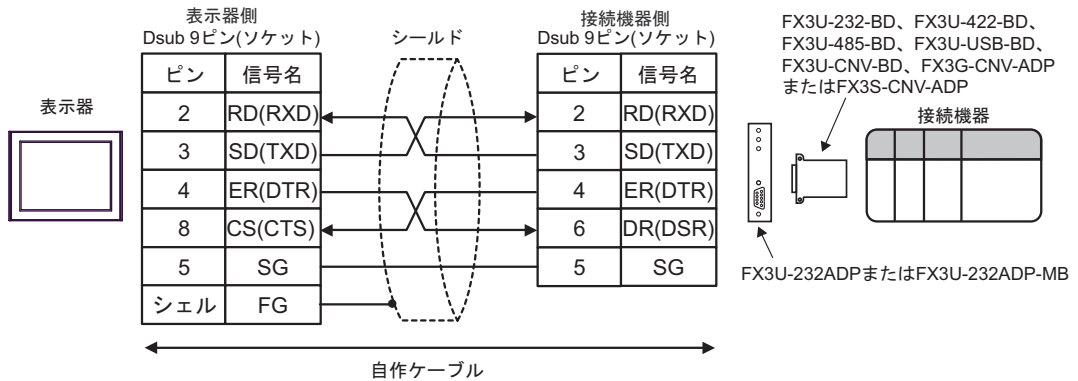 表示器側
Dsub 9ピン(ソケット)
シールド
接続機器側
Dsub 9ピン(ソケット)
FX3U-232-BD、FX3U-422-BD、
FX3U-485-BD、FX3U-USB-BD、
FX3U-CNV-BD、FX3G-CNV-ADP
またはFX3S-CNV-ADP
表示器
接続機器
ピン 信号名
2 RD(RXD)
3 SD(TXD)
4 ER(DTR)
8 CS(CTS)
5 SG
シェル FG
ピン 信号名
2 RD(RXD)
3 SD(TXD)
4 ER(DTR)
6 DR(DSR)
5 SG
FX3U-232ADPまたはFX3U-232ADP-MB
自作ケーブル